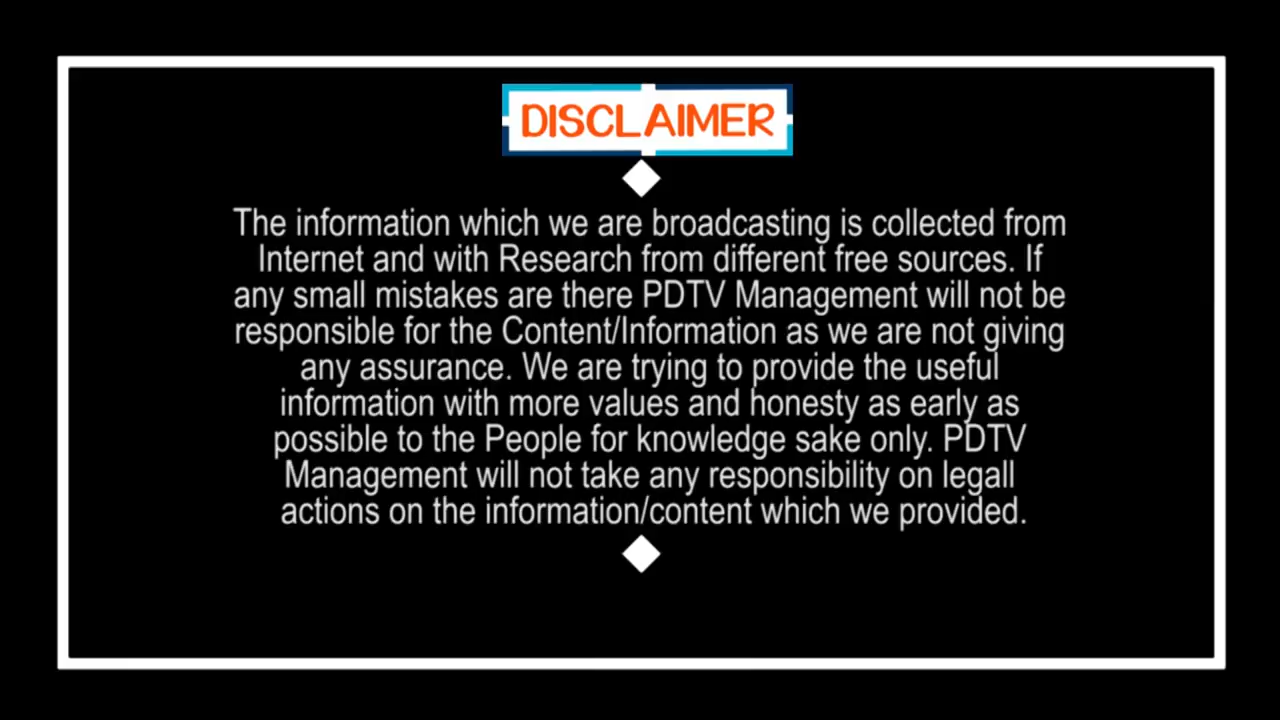 DISCLAIMER
The information which we are broadcasting is collected from
Internet and with Research from different free sources. If
any small mistakes are there PDTV Management will not be
responsible for the Content/Information as we are not giving
any assurance. We are trying to provide the useful
information with more values and honesty as early as
possible to the People for knowledge sake only. PDTV
Management will not take any responsibility on legall
actions on the information/content which we provided.